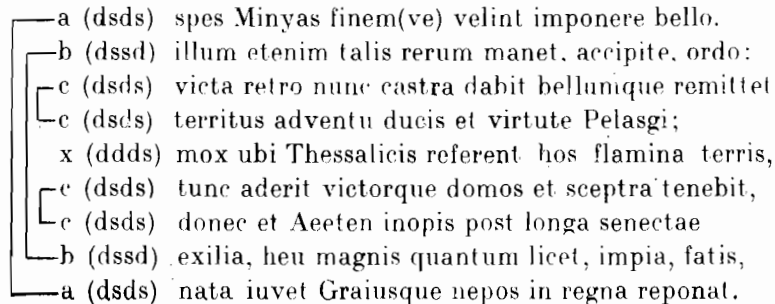 a (dsds) spes Minyas finem(ve) velint imponere bello.
b (dssd) illum etenim talis rerum manet, accipite, ordo:
c (dsds) victa retro nunc castra dabit bellumque remittet
c (dsds) territus adventu ducis et virtute Pelasgi;
x (ddds) mox ubi Thessalicis referent hos flamina terris,
c (dsds) tunc aderit victorque domos et sceptra tenebit,
c (dsds) donec et Aeeten inopis post longa senectae
b (dssd) exilia, heu magnis quantum licet, impia, fatis,
a (dsds) nata iuvet Graiusque nepos in regna reponat.